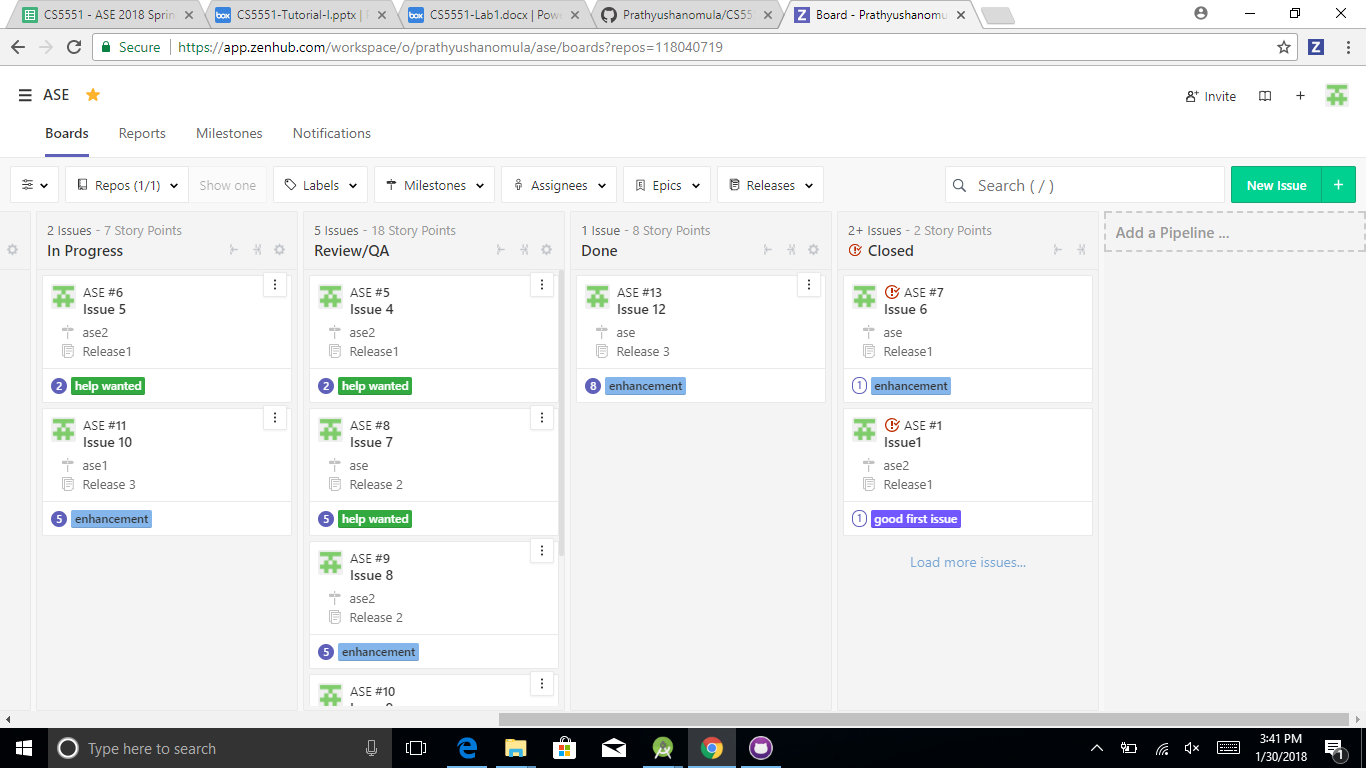 CS5551 - ASE 2018 Sprin
CS5551-Tutorial-I.pptx |
CS5551-Lab1.docx | Pow
Prathyushanomula/CS55
Board - Prathyushanomu
Secure
https://app.zenhub.com/workspace/o/prathyushanomula/ase/boards?repos=118040719
ASE
Invite
Boards
Reports
Milestones
Notifications
Repos (1/1)
Show one
Labels
Milestones
Assignees
Epics
Releases
Search ( / )
New Issue
+
2 Issues - 7 Story Points
In Progress
ASE #6
Issue 5
ase2
Release1
2 help wanted
ASE #11
Issue 10
ase1
Release 3
5 enhancement
5 Issues - 18 Story Points
Review/QA
ASE #5
Issue 4
ase2
Release1
2 help wanted
ASE #8
Issue 7
ase
Release 2
5 help wanted
ASE #9
Issue 8
ase2
Release 2
5 enhancement
ASE #10
1 Issue - 8 Story Points
Done
ASE #13
Issue 12
ase
Release 3
8 enhancement
2+ Issues - 2 Story Points
Closed
ASE #7
Issue 6
ase
Release1
1 enhancement
ASE #1
Issue1
ase2
Release1
1 good first issue
Load more issues...
Add a Pipeline ...
Type here to search
3:41 PM
1/30/2018
1